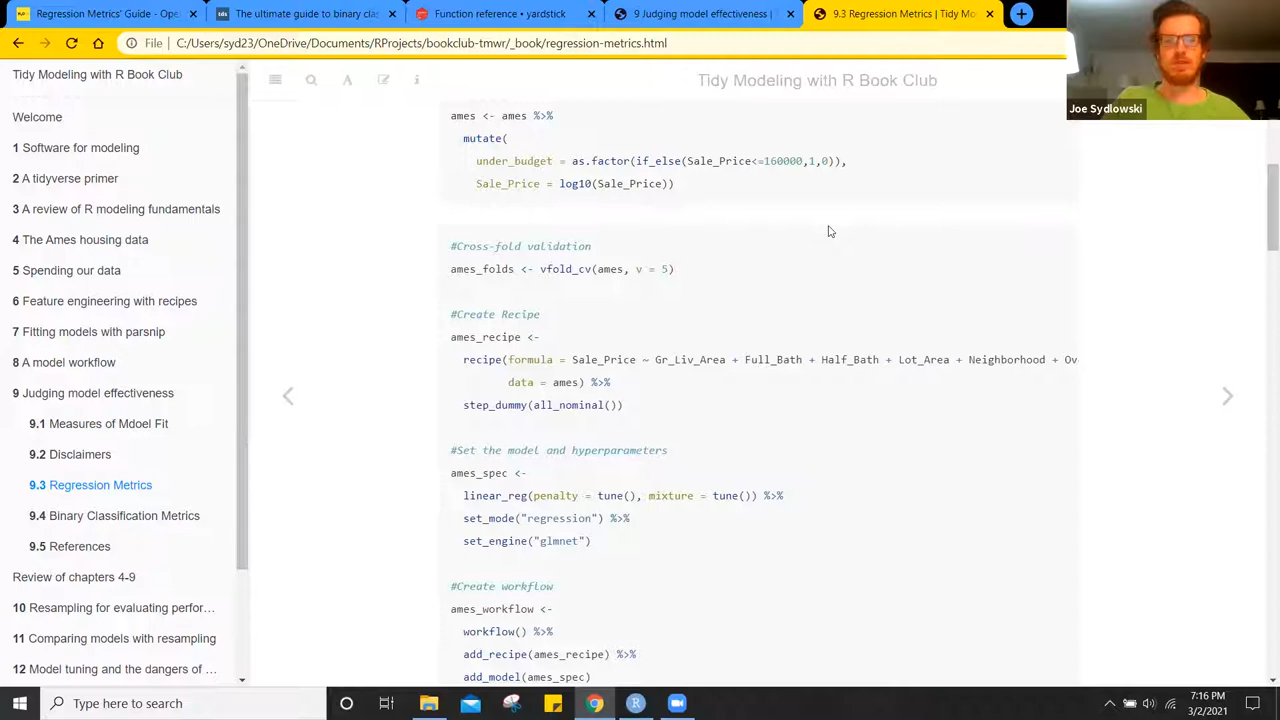 Regression Metrics' Guide - Ope
The ultimate guide to binary clas
Function reference • yardstick
9 Judging model effectiveness |
9.3 Regression Metrics | Tidy Mo
File
C:/Users/syd23/OneDrive/Documents/RProjects/bookclub-tmwr/_book/regression-metrics.html
Joe Sydlowski
Tidy Modeling with R Book Club
Welcome
1 Software for modeling
2 A tidyverse primer
3 A review of R modeling fundamentals
4 The Ames housing data
5 Spending our data
6 Feature engineering with recipes
7 Fitting models with parsnip
8 A model workflow
9 Judging model effectiveness
9.1 Measures of Mdoel Fit
9.2 Disclaimers
9.3 Regression Metrics
9.4 Binary Classification Metrics
9.5 References
Review of chapters 4-9
10 Resampling for evaluating perfor…
11 Comparing models with resampling
12 Model tuning and the dangers of …
Tidy Modeling with R Book Club
ames <- ames %>%
mutate(
under_budget = as.factor(if_else(Sale_Price<=160000,1,0)),
Sale_Price = log10(Sale_Price))
#Cross-fold validation
ames_folds <- vfold_cv(ames, v = 5)
#Create Recipe
ames_recipe <-
recipe(formula = Sale_Price ~ Gr_Liv_Area + Full_Bath + Half_Bath + Lot_Area + Neighborhood + Ov
data = ames) %>%
step_dummy(all_nominal())
#Set the model and hyperparameters
ames_spec <-
linear_reg(penalty = tune(), mixture = tune()) %>%
set_mode("regression") %>%
set_engine("glmnet")
#Create workflow
ames_workflow <-
workflow() %>%
add_recipe(ames_recipe) %>%
add_model(ames_spec)
Type here to search
7:16 PM
3/2/2021